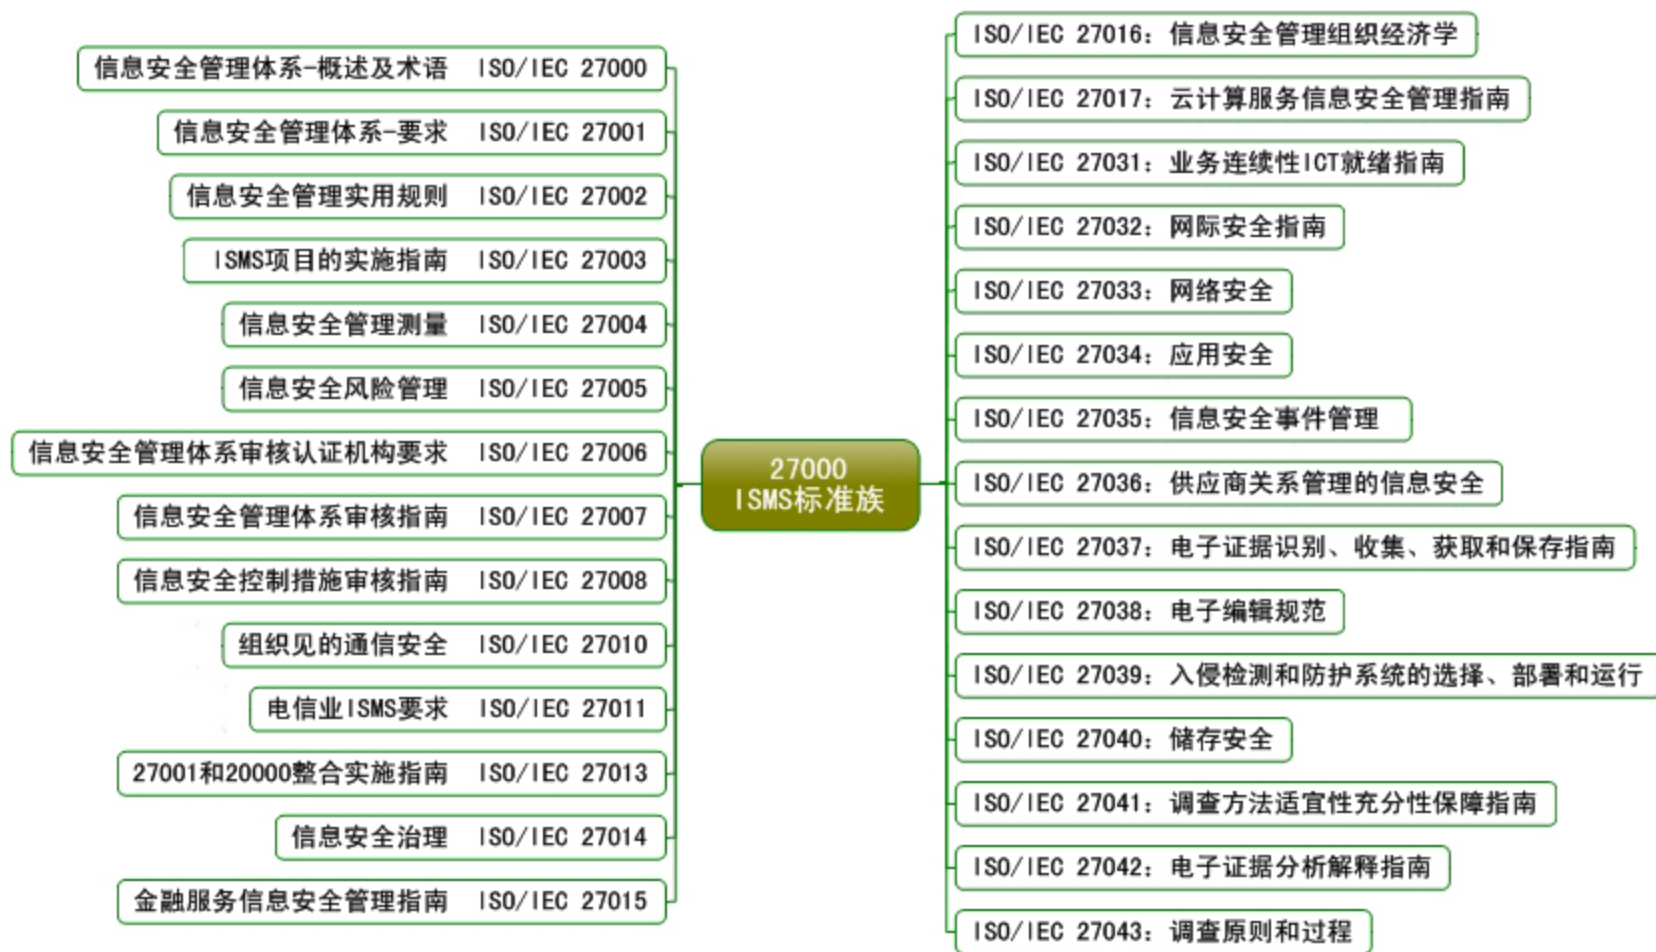 信息安全管理体系-概述及术语 ISO/IEC 27000
信息安全管理体系-要求 ISO/IEC 27001
信息安全管理实用规则 ISO/IEC 27002
ISMS项目的实施指南 ISO/IEC 27003
信息安全管理测量 ISO/IEC 27004
信息安全风险管理 ISO/IEC 27005
信息安全管理体系审核认证机构要求 ISO/IEC 27006
信息安全管理体系审核指南 ISO/IEC 27007
信息安全控制措施审核指南 ISO/IEC 27008
组织见的通信安全 ISO/IEC 27010
电信业ISMS要求 ISO/IEC 27011
27001和20000整合实施指南 ISO/IEC 27013
信息安全治理 ISO/IEC 27014
金融服务信息安全管理指南 ISO/IEC 27015
27000
ISMS标准族
ISO/IEC 27016：信息安全管理组织经济学
ISO/IEC 27017：云计算服务信息安全管理指南
ISO/IEC 27031：业务连续性ICT就绪指南
ISO/IEC 27032：网际安全指南
ISO/IEC 27033：网络安全
ISO/IEC 27034：应用安全
ISO/IEC 27035：信息安全事件管理
ISO/IEC 27036：供应商关系管理的信息安全
ISO/IEC 27037：电子证据识别、收集、获取和保存指南
ISO/IEC 27038：电子编辑规范
ISO/IEC 27039：入侵检测和防护系统的选择、部署和运行
ISO/IEC 27040：储存安全
ISO/IEC 27041：调查方法适宜性充分性保障指南
ISO/IEC 27042：电子证据分析解释指南
ISO/IEC 27043：调查原则和过程